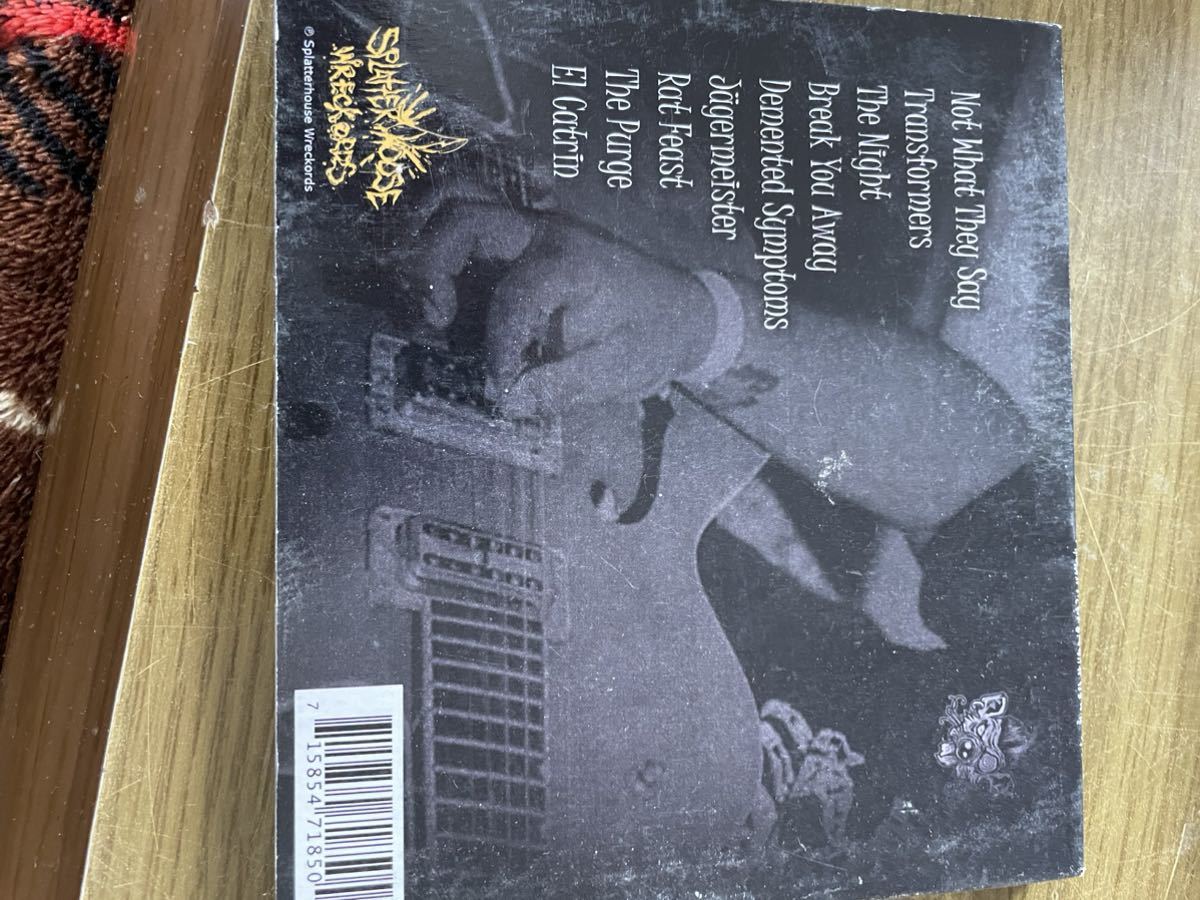 Not What They Say
Transformers
The Night
Break You Away
Demented Symptoms
Jägermeister
Rat Feast
The Purge
El Catrin
SPLATTERHOUSE
WRECKORDS
℗ Splatterhouse Wreckords
7 15854 71850